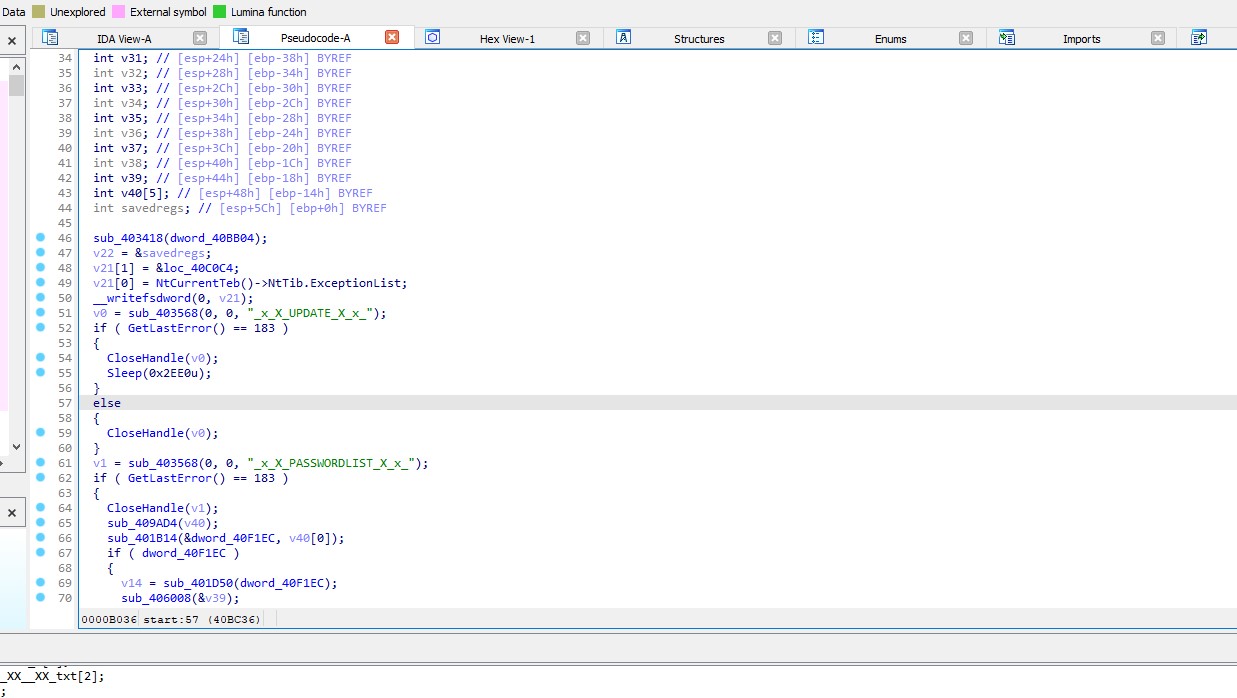 Data Unexplored External symbol Lumina function
IDA View-A Pseudocode-A Hex View-1 Structures Enums Imports
34 int v31; // [esp+24h] [ebp-38h] BYREF
35 int v32; // [esp+28h] [ebp-34h] BYREF
36 int v33; // [esp+2Ch] [ebp-30h] BYREF
37 int v34; // [esp+30h] [ebp-2Ch] BYREF
38 int v35; // [esp+34h] [ebp-28h] BYREF
39 int v36; // [esp+38h] [ebp-24h] BYREF
40 int v37; // [esp+3Ch] [ebp-20h] BYREF
41 int v38; // [esp+40h] [ebp-1Ch] BYREF
42 int v39; // [esp+44h] [ebp-18h] BYREF
43 int v40[5]; // [esp+48h] [ebp-14h] BYREF
44 int savedregs; // [esp+5Ch] [ebp+0h] BYREF
45
46 sub_403418(dword_40BB04);
47 v22 = &savedregs;
48 v21[1] = &loc_40C0C4;
49 v21[0] = NtCurrentTeb()->NtTib.ExceptionList;
50 __writefsdword(0, v21);
51 v0 = sub_403568(0, 0, "_x_X_UPDATE_X_x_");
52 if ( GetLastError() == 183 )
53 {
54 CloseHandle(v0);
55 Sleep(0x2EE0u);
56 }
57 else
58 {
59 CloseHandle(v0);
60 }
61 v1 = sub_403568(0, 0, "_x_X_PASSWORDLIST_X_x_");
62 if ( GetLastError() == 183 )
63 {
64 CloseHandle(v1);
65 sub_409AD4(v40);
66 sub_401B14(&dword_40F1EC, v40[0]);
67 if ( dword_40F1EC )
68 {
69 v14 = sub_401D50(dword_40F1EC);
70 sub_406008(&v39);
0000B036 start:57 (40BC36)
_XX__XX_txt[2];
;